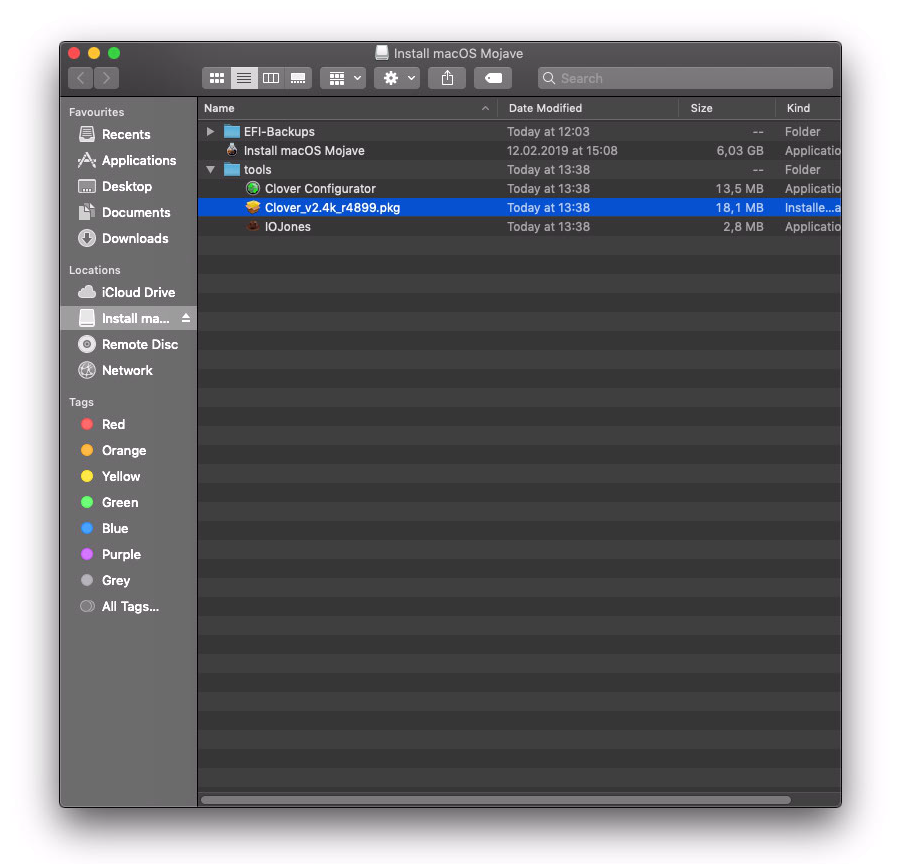 Install macOS Mojave
Search
Favourites
Recents
Applications
Desktop
Documents
Downloads
Locations
iCloud Drive
Install ma...
Remote Disc
Network
Tags
Red
Orange
Yellow
Green
Blue
Purple
Grey
All Tags...
Name Date Modified Size Kind
EFI-Backups Today at 12:03 -- Folder
Install macOS Mojave 12.02.2019 at 15:08 6,03 GB Applicatio
tools Today at 13:38 -- Folder
Clover Configurator Today at 13:38 13,5 MB Applicatio
Clover_v2.4k_r4899.pkg Today at 13:38 18,1 MB Installe...a
IOJones Today at 13:38 2,8 MB Applicatio